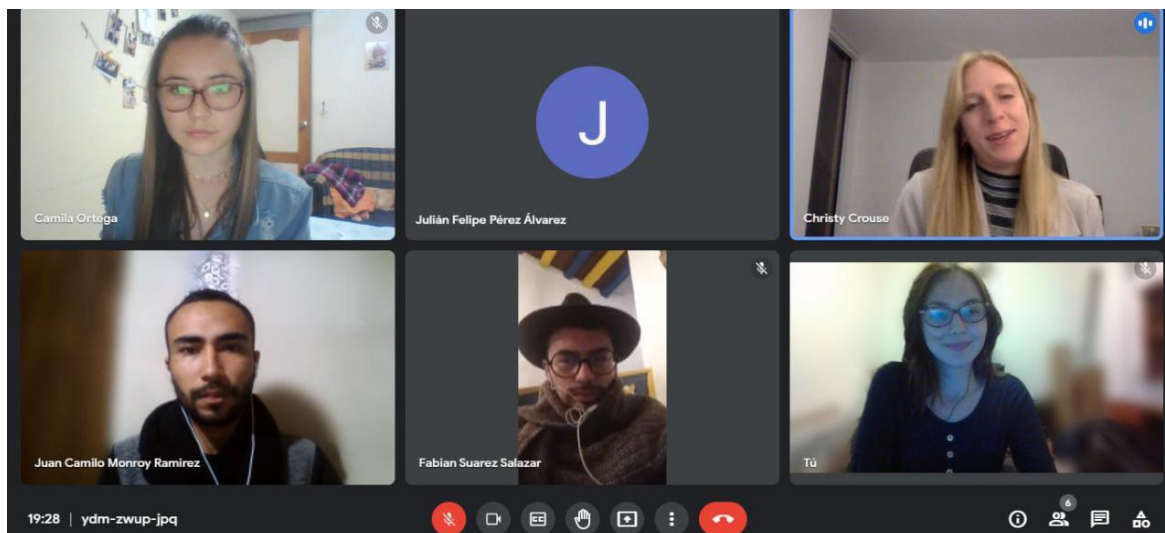 Camila Ortega
J
Julián Felipe Pérez Álvarez
Christy Crouse
Juan Camilo Monroy Ramirez
Fabian Suarez Salazar
Tú
19:28 | ydm-zwup-jpq
CC
6